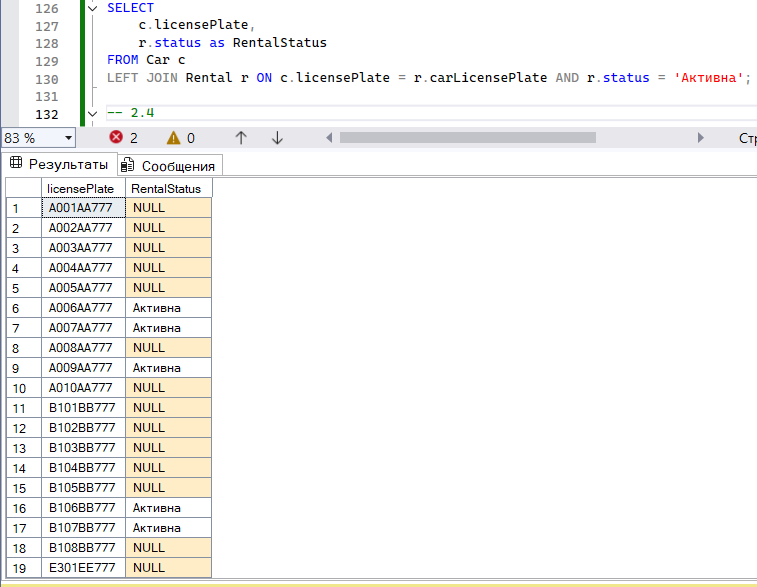 126 SELECT
127 c.licensePlate,
128 r.status as RentalStatus
129 FROM Car c
130 LEFT JOIN Rental r ON c.licensePlate = r.carLicensePlate AND r.status = 'Активна';
131
132 -- 2.4
83 % 2 0 Стр
Результаты Сообщения
licensePlate RentalStatus
1 A001AA777 NULL
2 A002AA777 NULL
3 A003AA777 NULL
4 A004AA777 NULL
5 A005AA777 NULL
6 A006AA777 Активна
7 A007AA777 Активна
8 A008AA777 NULL
9 A009AA777 Активна
10 A010AA777 NULL
11 B101BB777 NULL
12 B102BB777 NULL
13 B103BB777 NULL
14 B104BB777 NULL
15 B105BB777 NULL
16 B106BB777 Активна
17 B107BB777 Активна
18 B108BB777 NULL
19 E301EE777 NULL